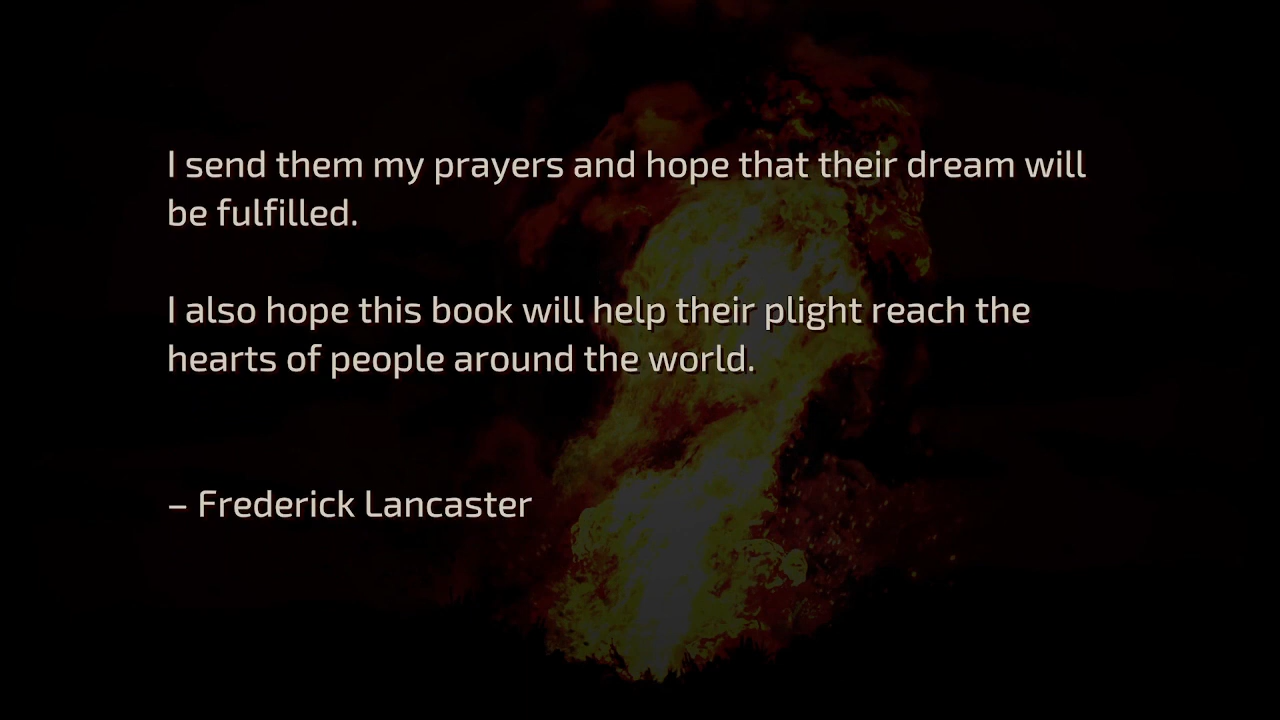 I send them my prayers and hope that their dream will
be fulfilled.
I also hope this book will help their plight reach the
hearts of people around the world.
– Frederick Lancaster